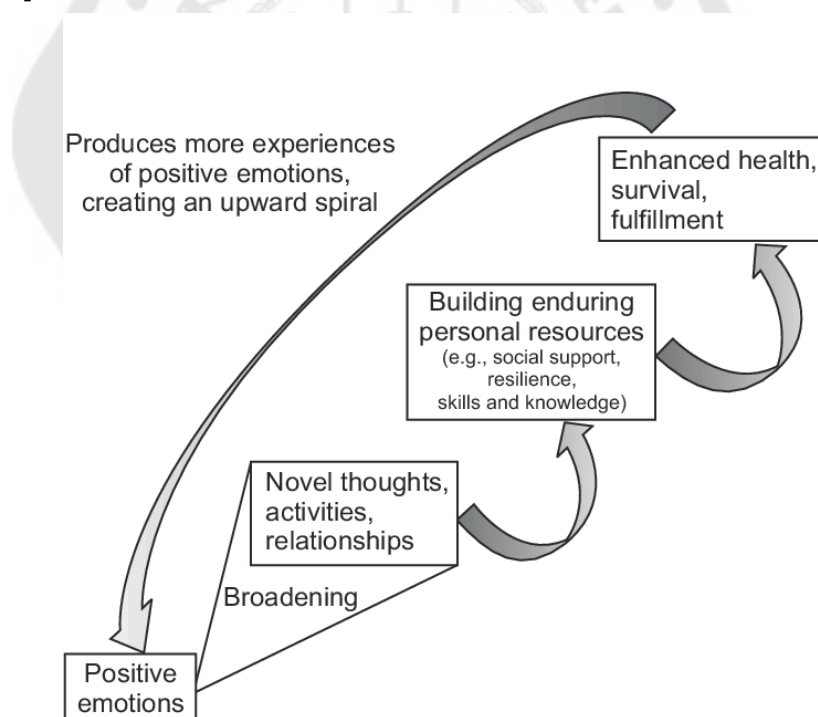 Produces more experiences
of positive emotions,
creating an upward spiral
Enhanced health,
survival,
fulfillment
Building enduring
personal resources
(e.g., social support,
resilience,
skills and knowledge)
Novel thoughts,
activities,
relationships
Broadening
Positive
emotions